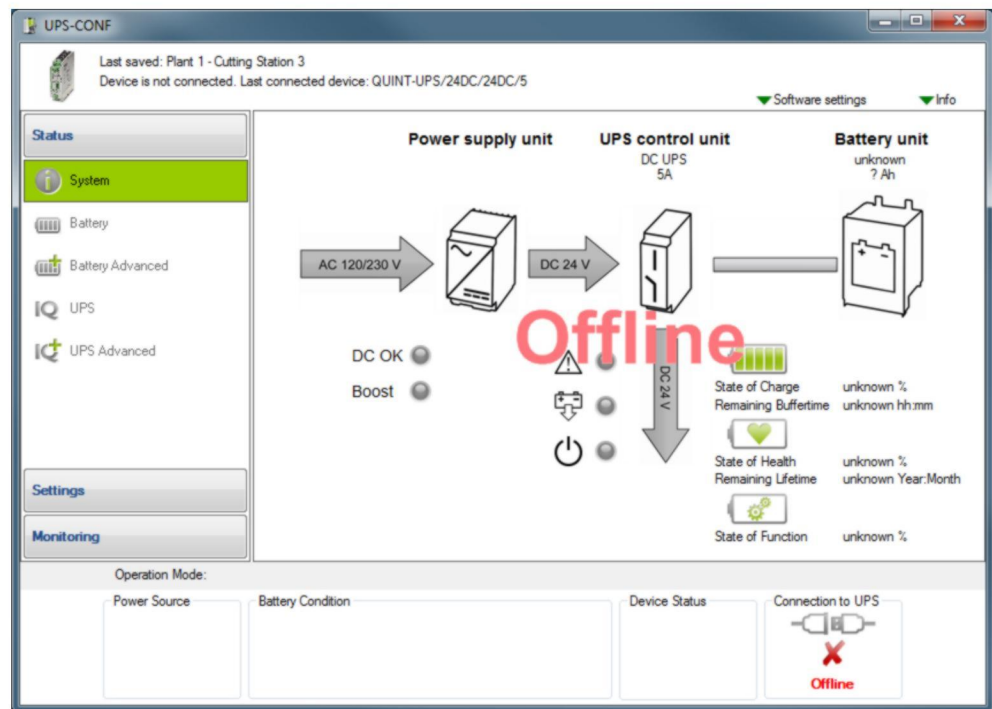 UPS-CONF
Last saved: Plant 1 - Cutting Station 3
Device is not connected. Last connected device: QUINT-UPS/24DC/24DC/5
Software settings Info
Status
System
Battery
Battery Advanced
IQ UPS
IQ UPS Advanced
Settings
Monitoring
Power supply unit UPS control unit Battery unit
DC UPS unknown
5A ? Ah
AC 120/230 V DC 24 V
Offline
DC OK
Boost
DC 24 V
State of Charge unknown %
Remaining Buffertime unknown hh:mm
State of Health unknown %
Remaining Lifetime unknown Year:Month
State of Function unknown %
Operation Mode:
Power Source Battery Condition Device Status Connection to UPS
Offline